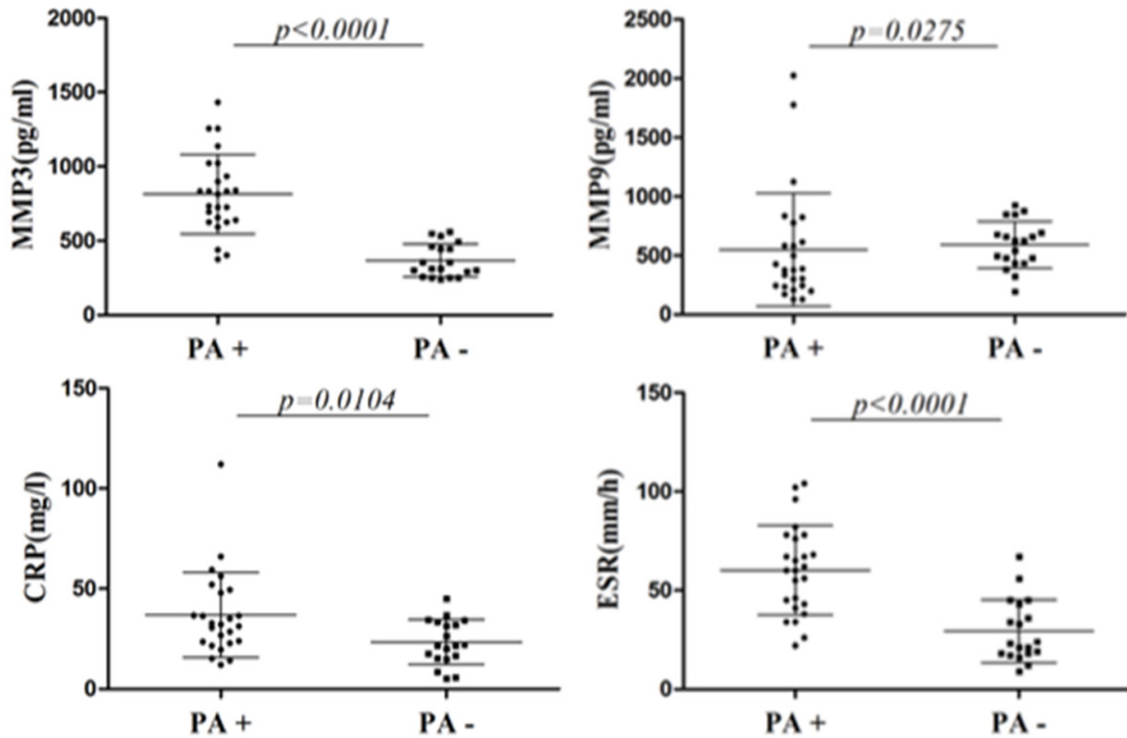 MMP3(pg/ml)
2000
1500
1000
500
0
p<0.0001
PA +
PA -
MMP9(pg/ml)
2500
2000
1500
1000
500
0
p=0.0275
PA +
PA -
CRP(mg/l)
150
100
50
0
p=0.0104
PA +
PA -
ESR(mm/h)
150
100
50
0
p<0.0001
PA +
PA -